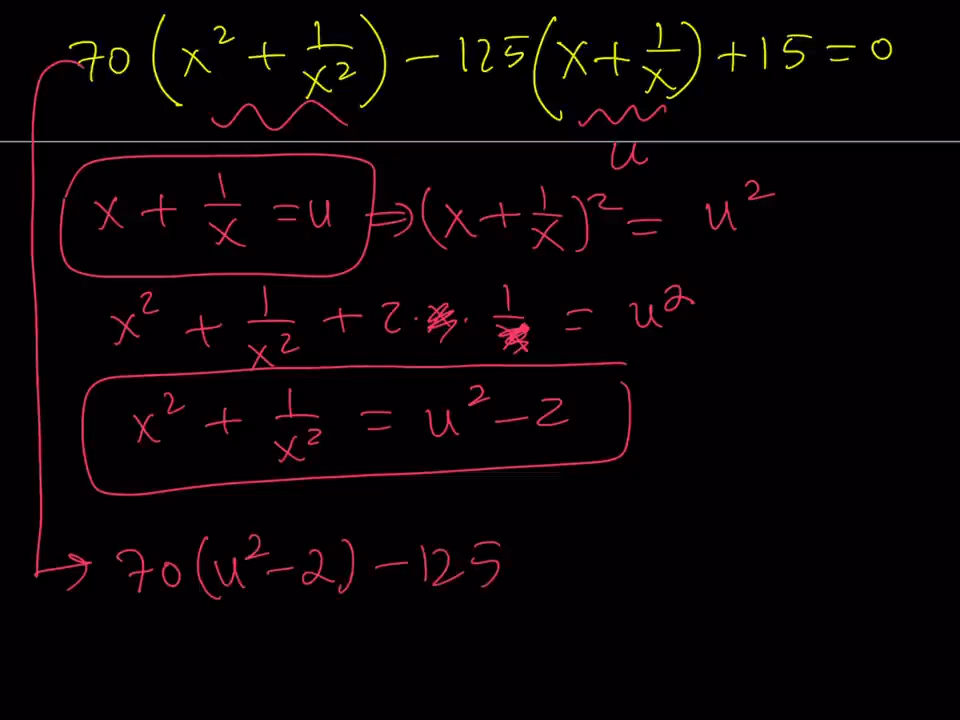 70(x² + 1/x²) - 125(x + 1/x) + 15 = 0
u
x + 1/x = u ⇒ (x + 1/x)² = u²
x² + 1/x² + 2·x·1/x = u²
x² + 1/x² = u² - 2
→ 70(u² - 2) - 125